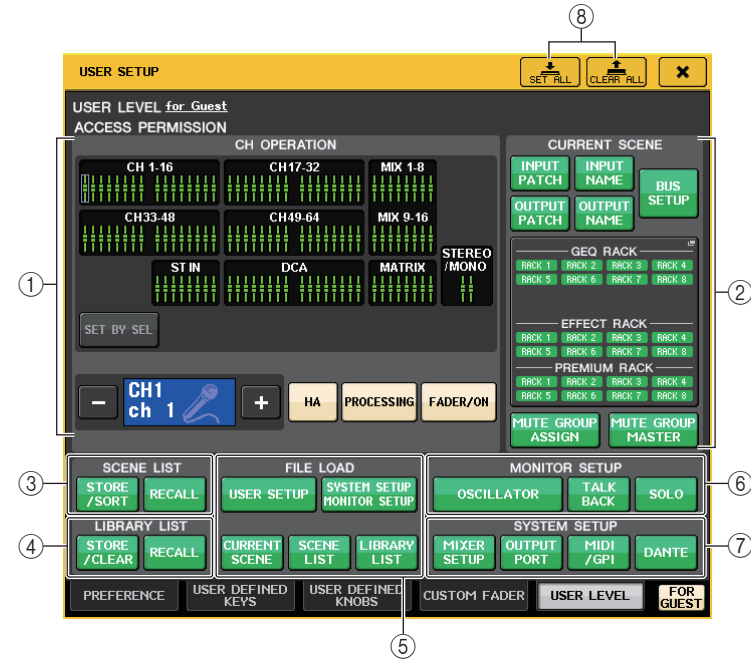 ⑧
USER SETUP
SET ALL
CLEAR ALL
×
USER LEVEL for Guest
ACCESS PERMISSION
①
CH OPERATION
CH 1-16
CH17-32
MIX 1-8
CH33-48
CH49-64
MIX 9-16
ST IN
DCA
MATRIX
STEREO
/MONO
SET BY SEL
−
CH1
ch 1
+
HA
PROCESSING
FADER/ON
②
CURRENT SCENE
INPUT
PATCH
INPUT
NAME
BUS
SETUP
OUTPUT
PATCH
OUTPUT
NAME
GEQ RACK
RACK 1 RACK 2 RACK 3 RACK 4
RACK 5 RACK 6 RACK 7 RACK 8
EFFECT RACK
RACK 1 RACK 2 RACK 3 RACK 4
RACK 5 RACK 6 RACK 7 RACK 8
PREMIUM RACK
RACK 1 RACK 2 RACK 3 RACK 4
RACK 5 RACK 6 RACK 7 RACK 8
MUTE GROUP
ASSIGN
MUTE GROUP
MASTER
③
SCENE LIST
STORE
/SORT
RECALL
④
LIBRARY LIST
STORE
/CLEAR
RECALL
FILE LOAD
USER SETUP
SYSTEM SETUP
MONITOR SETUP
CURRENT
SCENE
SCENE
LIST
LIBRARY
LIST
⑤
MONITOR SETUP
OSCILLATOR
TALK
BACK
SOLO
⑥
SYSTEM SETUP
MIXER
SETUP
OUTPUT
PORT
MIDI
/GPI
DANTE
⑦
PREFERENCE
USER DEFINED
KEYS
USER DEFINED
KNOBS
CUSTOM FADER
USER LEVEL
FOR
GUEST